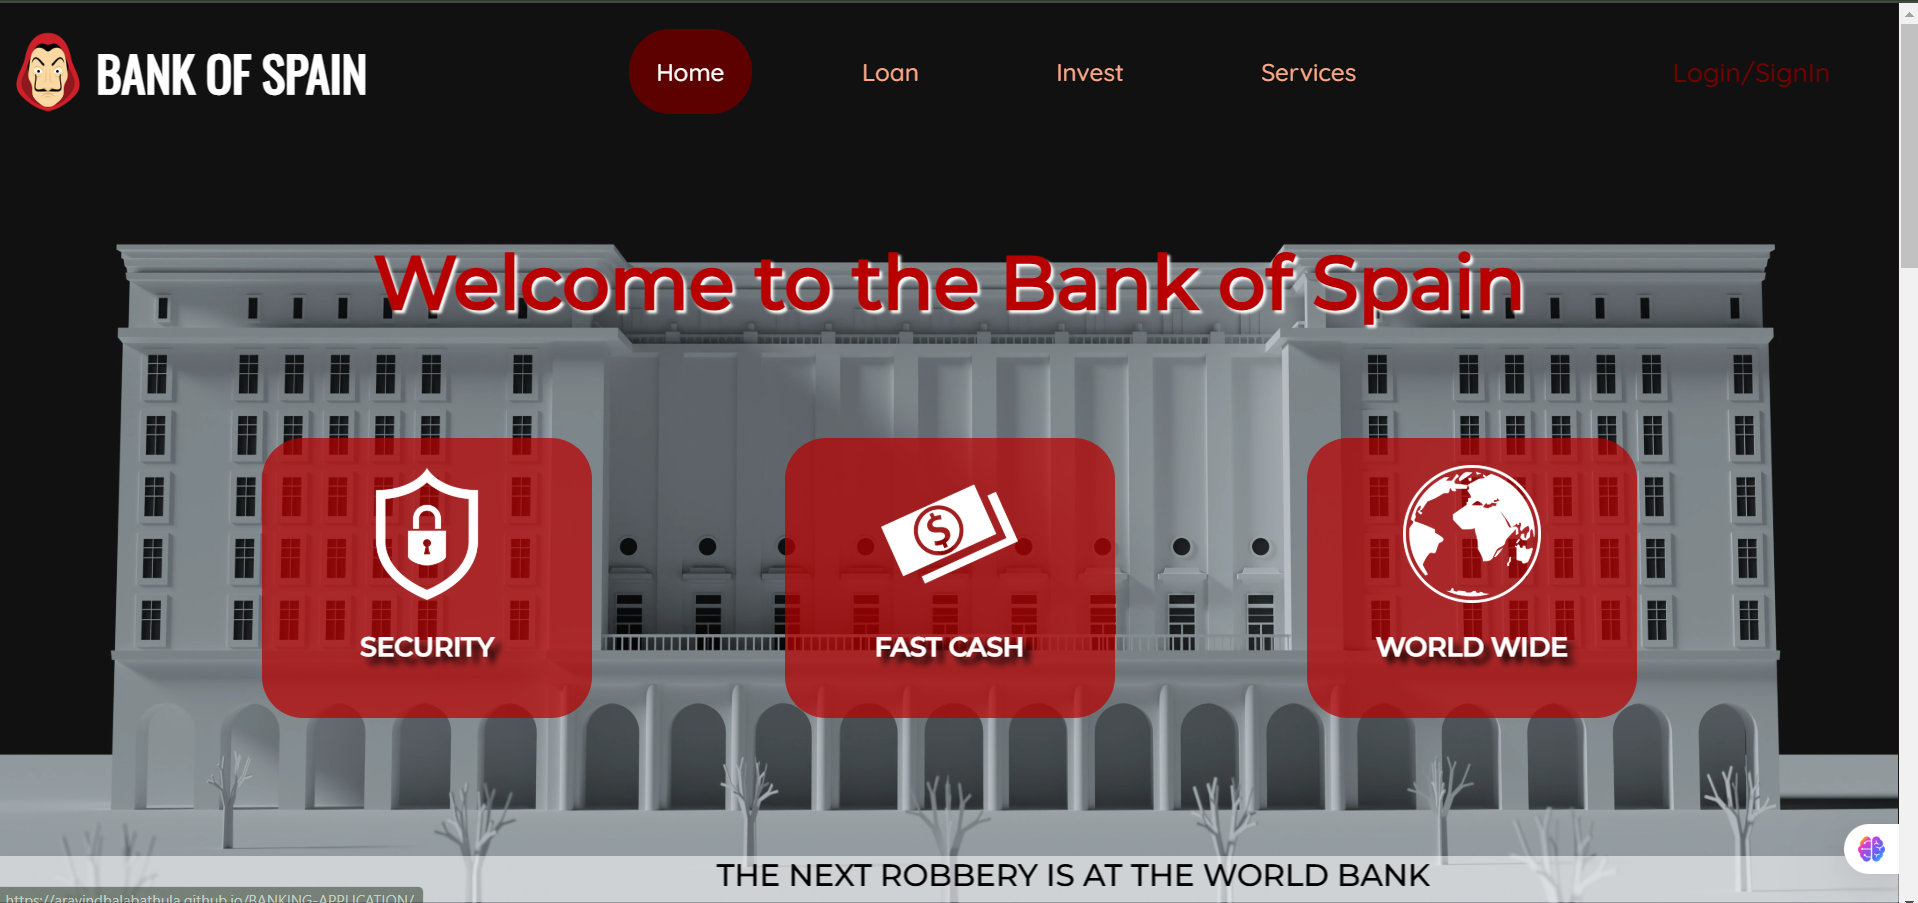 BANK OF SPAIN
Home
Loan
Invest
Services
Login/SignIn
Welcome to the Bank of Spain
SECURITY
FAST CASH
WORLD WIDE
THE NEXT ROBBERY IS AT THE WORLD BANK
https://aravindhalabathula.github.io/BANKING-APPLICATION/